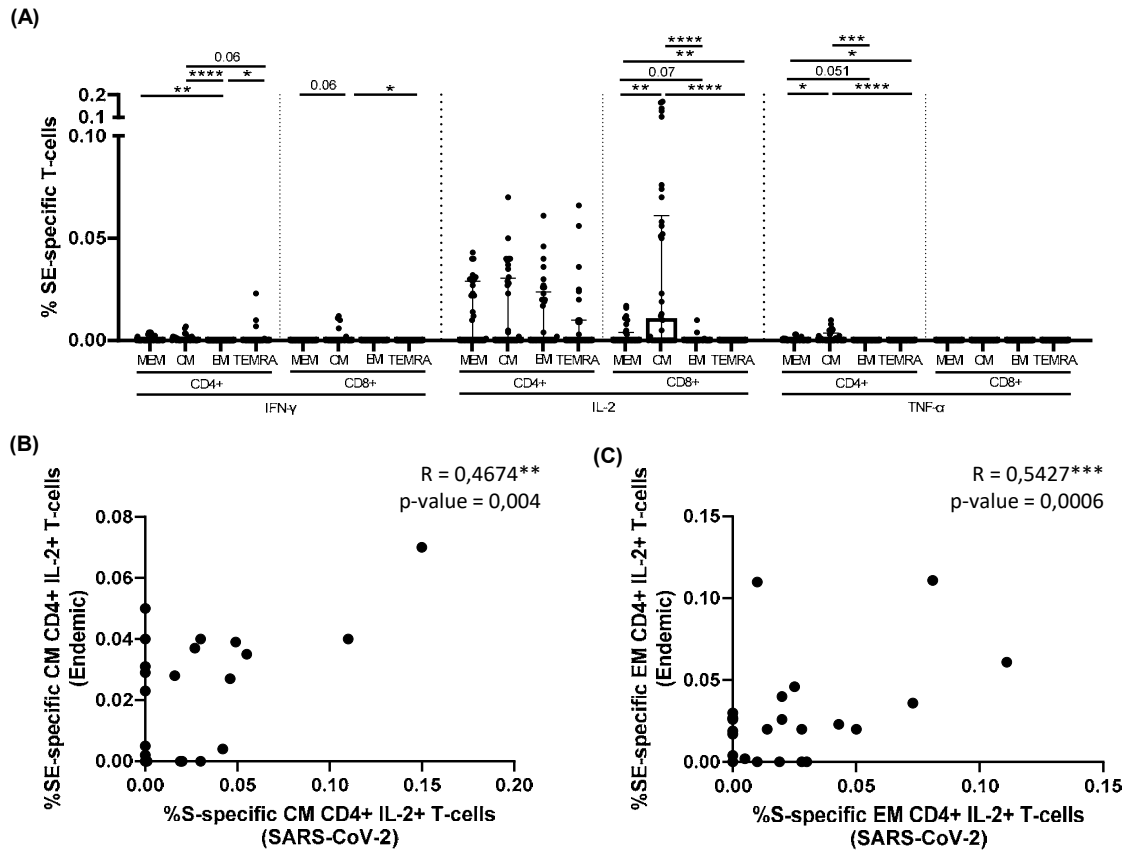 (A)
% SE-specific T-cells
0.2
0.1
0.10
0.05
0.00
0.06
**** *
**
0.06
*
****
**
0.07
** ****
***
*
0.051
* ****
MEM CM EM TEMRA MEM CM EM TEMRA MEM CM EM TEMRA MEM CM EM TEMRA MEM CM EM TEMRA MEM CM EM TEMRA
CD4+ CD8+ CD4+ CD8+ CD4+ CD8+
IFN-γ IL-2 TNF-α
(B)
R = 0,4674**
p-value = 0,004
%SE-specific CM CD4+ IL-2+ T-cells
(Endemic)
0.08
0.06
0.04
0.02
0.00
0.00 0.05 0.10 0.15 0.20
%S-specific CM CD4+ IL-2+ T-cells
(SARS-CoV-2)
(C)
R = 0,5427***
p-value = 0,0006
%SE-specific EM CD4+ IL-2+ T-cells
(Endemic)
0.15
0.10
0.05
0.00
0.00 0.05 0.10 0.15
%S-specific EM CD4+ IL-2+ T-cells
(SARS-CoV-2)